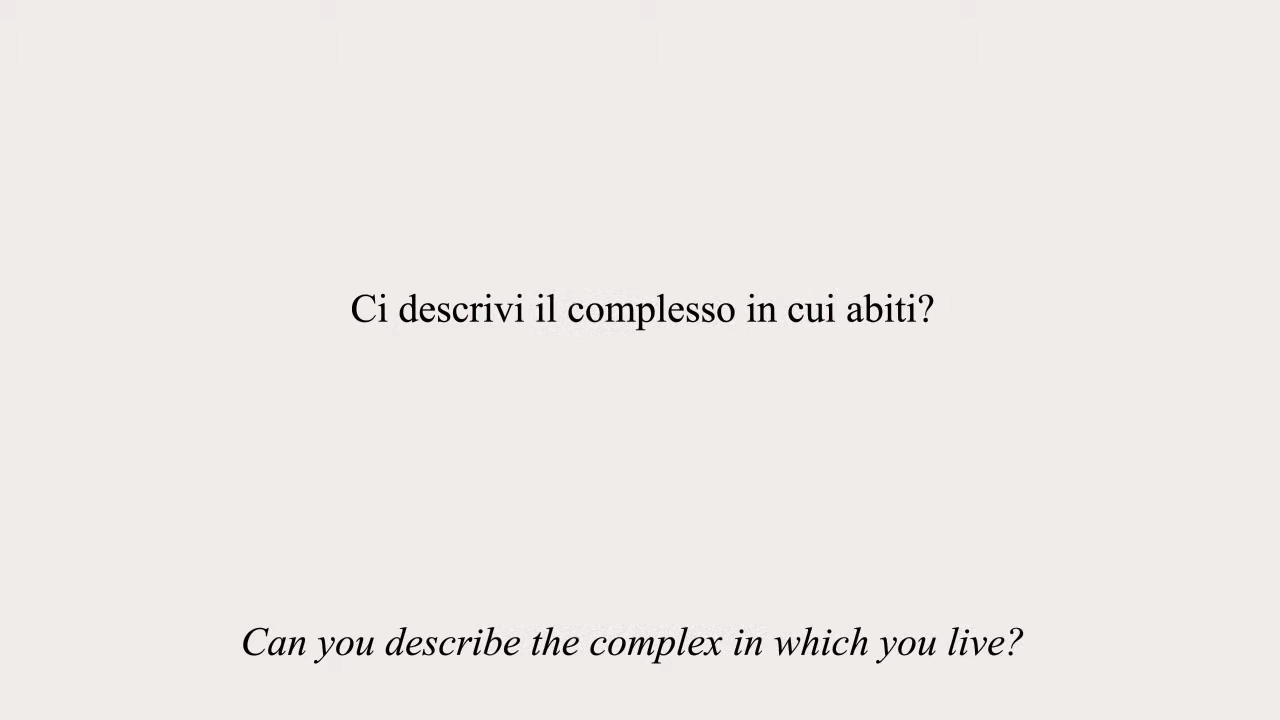 Ci descrivi il complesso in cui abiti?
Can you describe the complex in which you live?